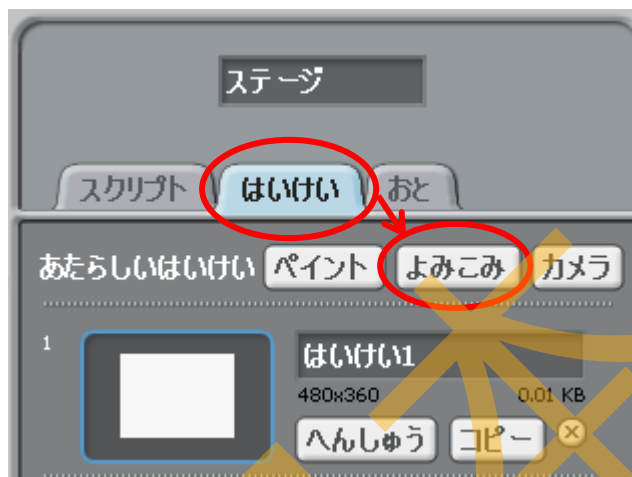 ステージ
スクリプト はいけい おと
あたらしいはいけい ペイント よみこみ カメラ
1
はいけい1
480x360 0.01 KB
へんしゅう コピー